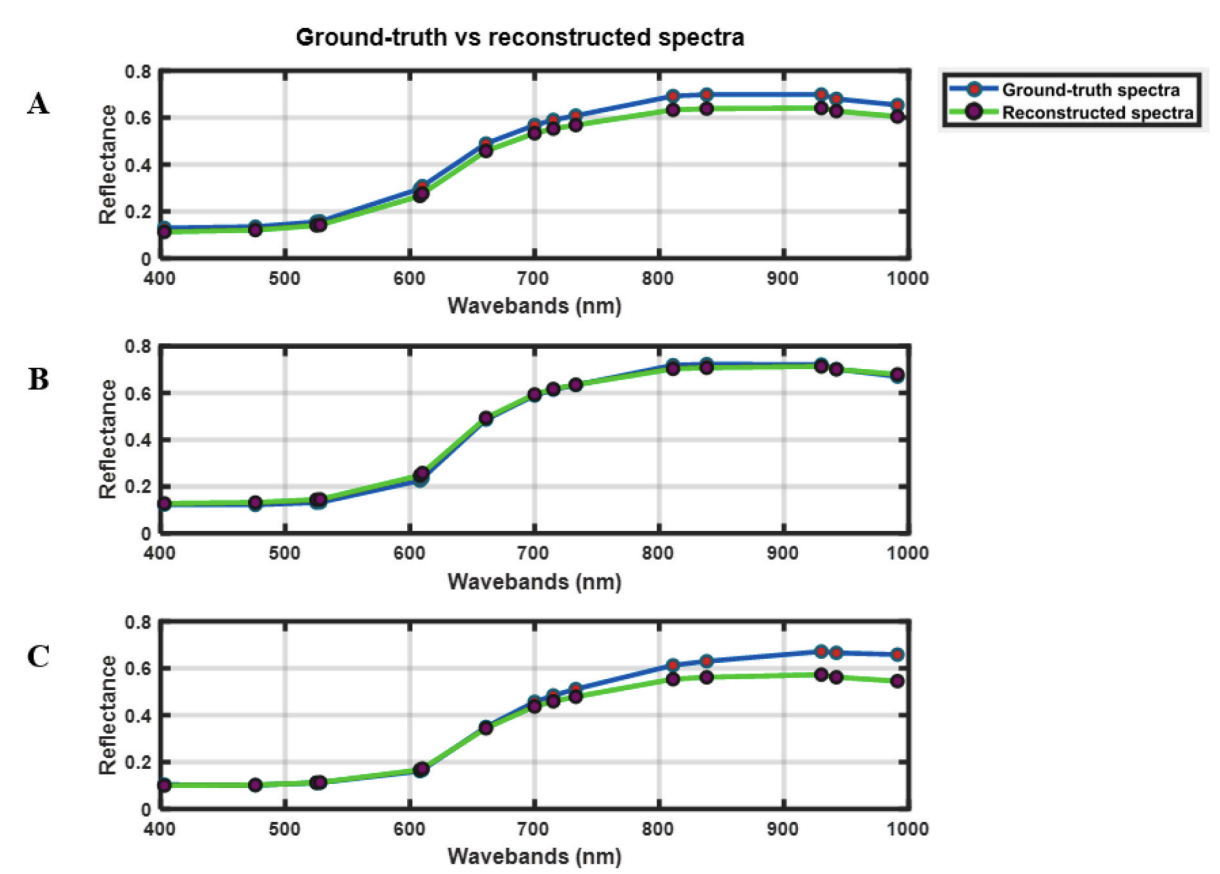 Ground-truth vs reconstructed spectra
A
0.8
0.6
0.4
0.2
0
Reflectance
400 500 600 700 800 900 1000
Wavebands (nm)
Ground-truth spectra
Reconstructed spectra
B
0.8
0.6
0.4
0.2
0
Reflectance
400 500 600 700 800 900 1000
Wavebands (nm)
C
0.8
0.6
0.4
0.2
0
Reflectance
400 500 600 700 800 900 1000
Wavebands (nm)